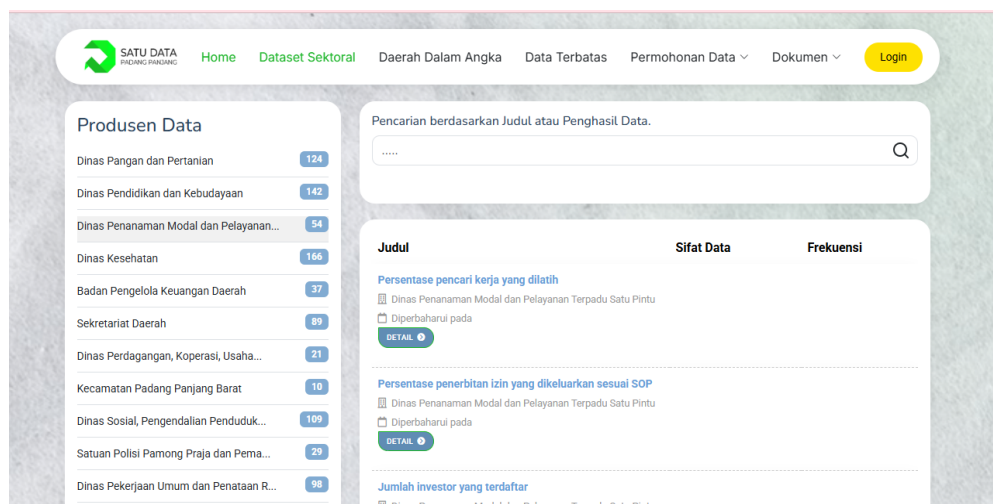 SATU DATA
PADANG PANJANG
Home
Dataset Sektoral
Daerah Dalam Angka
Data Terbatas
Permohonan Data
Dokumen
Login
Produsen Data
Dinas Pangan dan Pertanian 124
Dinas Pendidikan dan Kebudayaan 142
Dinas Penanaman Modal dan Pelayanan... 54
Dinas Kesehatan 166
Badan Pengelola Keuangan Daerah 37
Sekretariat Daerah 89
Dinas Perdagangan, Koperasi, Usaha... 21
Kecamatan Padang Panjang Barat 10
Dinas Sosial, Pengendalian Penduduk... 109
Satuan Polisi Pamong Praja dan Pema... 29
Dinas Pekerjaan Umum dan Penataan R... 98
Pencarian berdasarkan Judul atau Penghasil Data.
.....
Judul Sifat Data Frekuensi
Persentase pencari kerja yang dilatih
Dinas Penanaman Modal dan Pelayanan Terpadu Satu Pintu
Diperbaharui pada
DETAIL
Persentase penerbitan izin yang dikeluarkan sesuai SOP
Dinas Penanaman Modal dan Pelayanan Terpadu Satu Pintu
Diperbaharui pada
DETAIL
Jumlah investor yang terdaftar